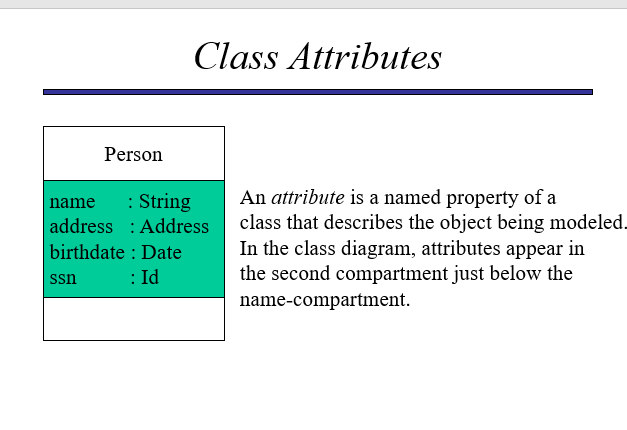 Class Attributes
Person
name : String
address : Address
birthdate : Date
ssn : Id
An attribute is a named property of a
class that describes the object being modeled.
In the class diagram, attributes appear in
the second compartment just below the
name-compartment.